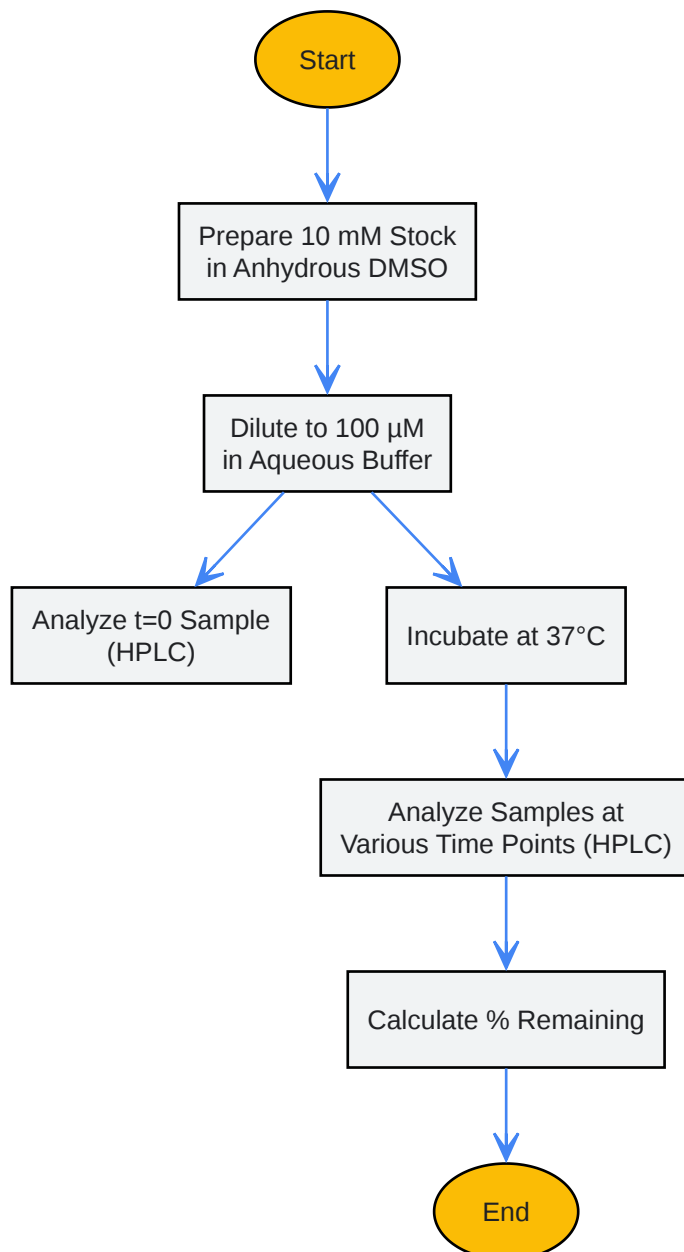 Start
Prepare 10 mM Stock
in Anhydrous DMSO
Dilute to 100 µM
in Aqueous Buffer
Analyze t=0 Sample
(HPLC)
Incubate at 37°C
Analyze Samples at
Various Time Points (HPLC)
Calculate % Remaining
End